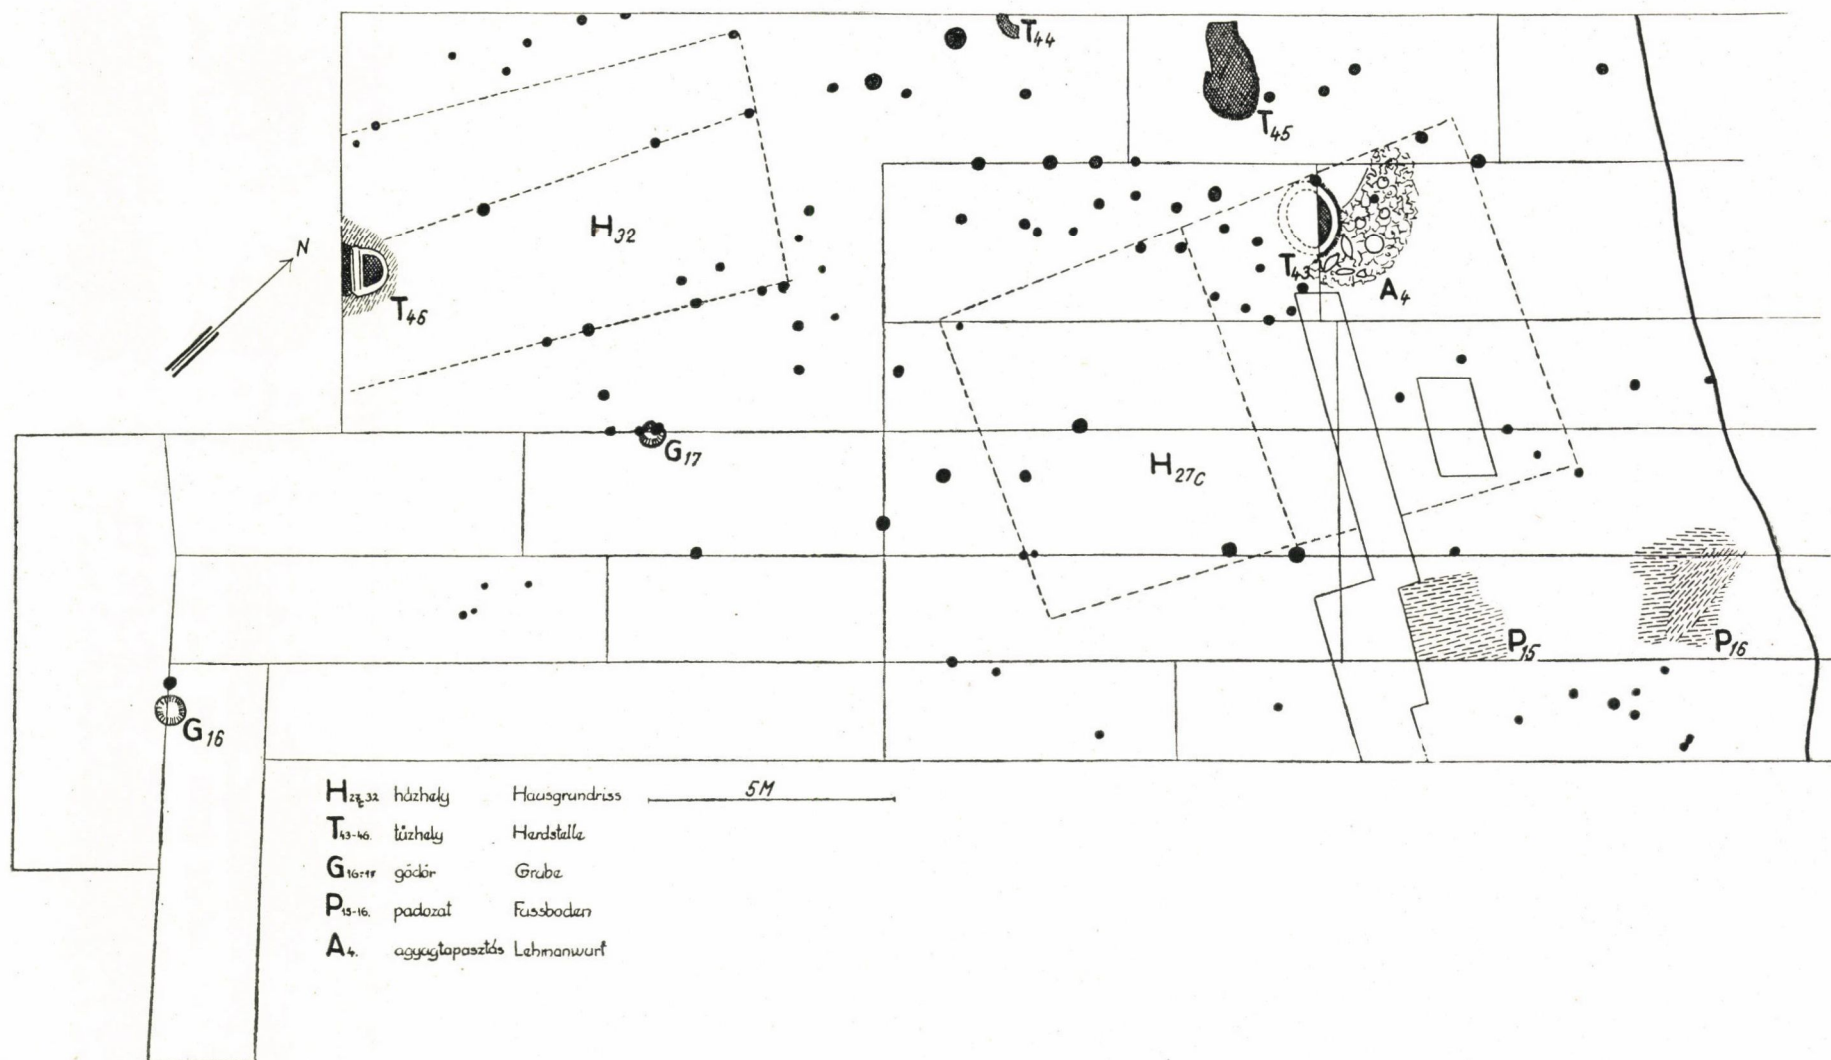 T44
T45
N
H32
T46
T43
A4
G17
H27c
P15
P16
G16
H27c,32 házhely Hausgrundriss 5M
T43-46. tűzhely Herdstelle
G16-17 gödör Grube
P15-16. padozat Fussboden
A4. agyagtapasztás Lehmanwurf